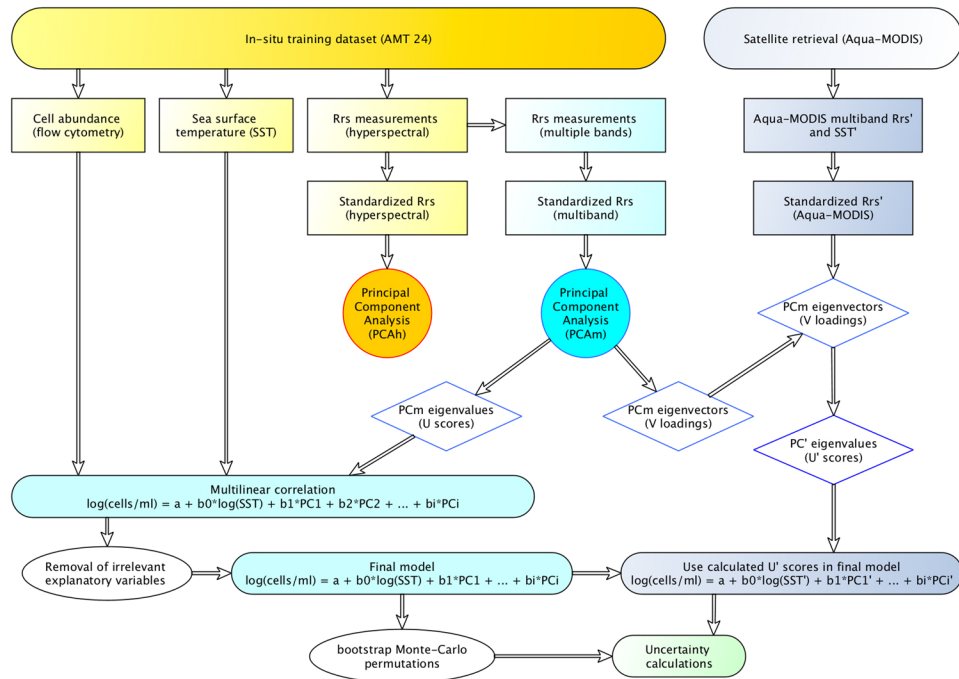 In-situ training dataset (AMT 24)
Satellite retrieval (Aqua-MODIS)
Cell abundance
(flow cytometry)
Sea surface
temperature (SST)
Rrs measurements
(hyperspectral)
Rrs measurements
(multiple bands)
Aqua-MODIS multiband Rrs'
and SST'
Standardized Rrs
(hyperspectral)
Standardized Rrs
(multiband)
Standardized Rrs'
(Aqua-MODIS)
Principal
Component
Analysis
(PCAh)
Principal
Component
Analysis
(PCAm)
PCm eigenvectors
(V loadings)
PCm eigenvalues
(U scores)
PCm eigenvectors
(V loadings)
PC' eigenvalues
(U' scores)
Multilinear correlation
log(cells/ml) = a + b0*log(SST) + b1*PC1 + b2*PC2 + ... + bi*PCi
Removal of irrelevant
explanatory variables
Final model
log(cells/ml) = a + b0*log(SST) + b1*PC1 + ... + bi*PCi
Use calculated U' scores in final model
log(cells/ml) = a + b0*log(SST') + b1*PC1' + ... + bi*PCi'
bootstrap Monte-Carlo
permutations
Uncertainty
calculations